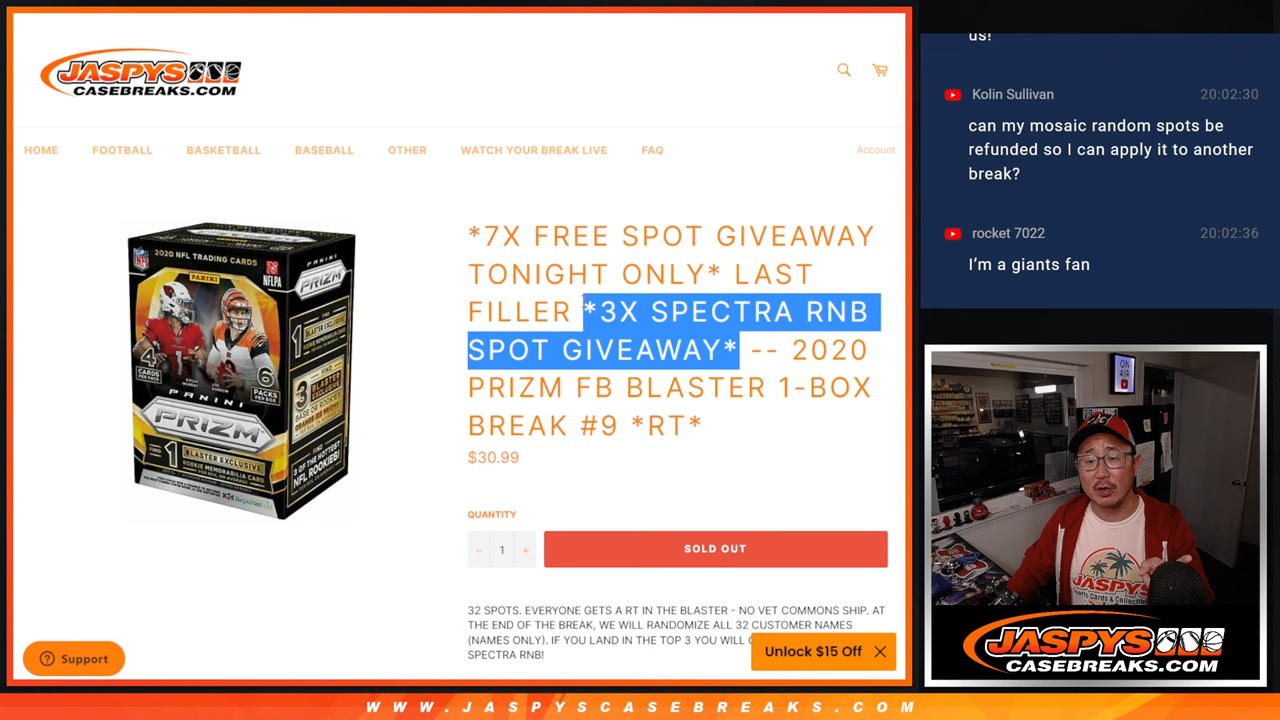 JASPYS
CASEBREAKS.COM
HOME FOOTBALL BASKETBALL BASEBALL OTHER WATCH YOUR BREAK LIVE FAQ Account
2020 NFL TRADING CARDS
PANINI
PRIZM
*7X FREE SPOT GIVEAWAY
TONIGHT ONLY* LAST
FILLER *3X SPECTRA RNB
SPOT GIVEAWAY* -- 2020
PRIZM FB BLASTER 1-BOX
BREAK #9 *RT*
$30.99
QUANTITY
− 1 + SOLD OUT
32 SPOTS. EVERYONE GETS A RT IN THE BLASTER - NO VET COMMONS SHIP. AT
THE END OF THE BREAK, WE WILL RANDOMIZE ALL 32 CUSTOMER NAMES
(NAMES ONLY). IF YOU LAND IN THE TOP 3 YOU WILL
SPECTRA RNB!
Support
Unlock $15 Off
us!
Kolin Sullivan 20:02:30
can my mosaic random spots be
refunded so I can apply it to another
break?
rocket 7022 20:02:36
I’m a giants fan
ON
AIR
JASPYS
JASPYS
CASEBREAKS.COM
WWW.JASPYSCASEBREAKS.COM